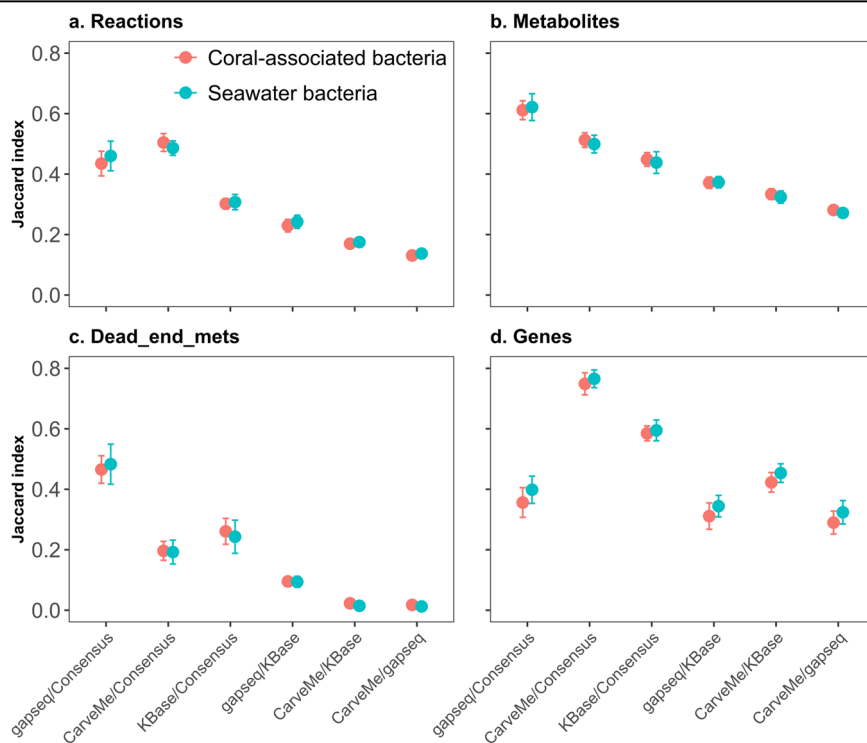 a. Reactions
b. Metabolites
Coral-associated bacteria
Seawater bacteria
Jaccard index
0.8
0.6
0.4
0.2
0.0
c. Dead_end_mets
d. Genes
Jaccard index
0.8
0.6
0.4
0.2
0.0
gapseq/Consensus
CarveMe/Consensus
KBase/Consensus
gapseq/KBase
CarveMe/KBase
CarveMe/gapseq
gapseq/Consensus
CarveMe/Consensus
KBase/Consensus
gapseq/KBase
CarveMe/KBase
CarveMe/gapseq